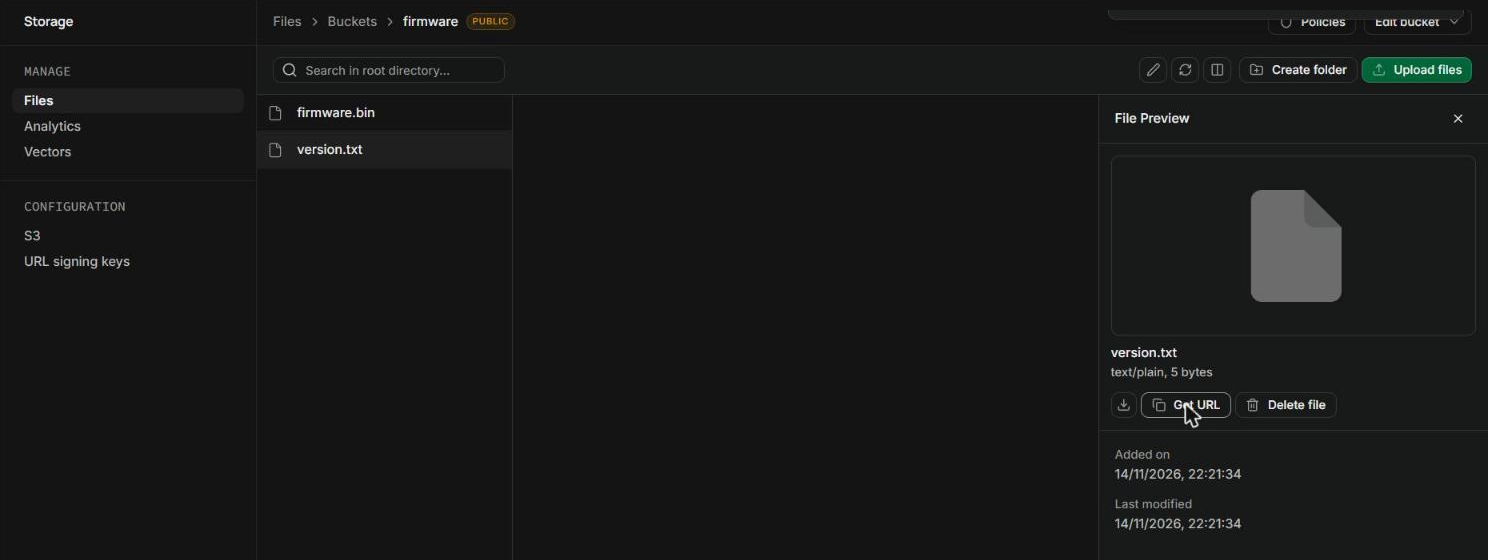 Storage
Files > Buckets > firmware PUBLIC
Policies
Edit bucket
MANAGE
Files
Analytics
Vectors
CONFIGURATION
S3
URL signing keys
Search in root directory...
Create folder
Upload files
firmware.bin
version.txt
File Preview
version.txt
text/plain, 5 bytes
Get URL
Delete file
Added on
14/11/2026, 22:21:34
Last modified
14/11/2026, 22:21:34